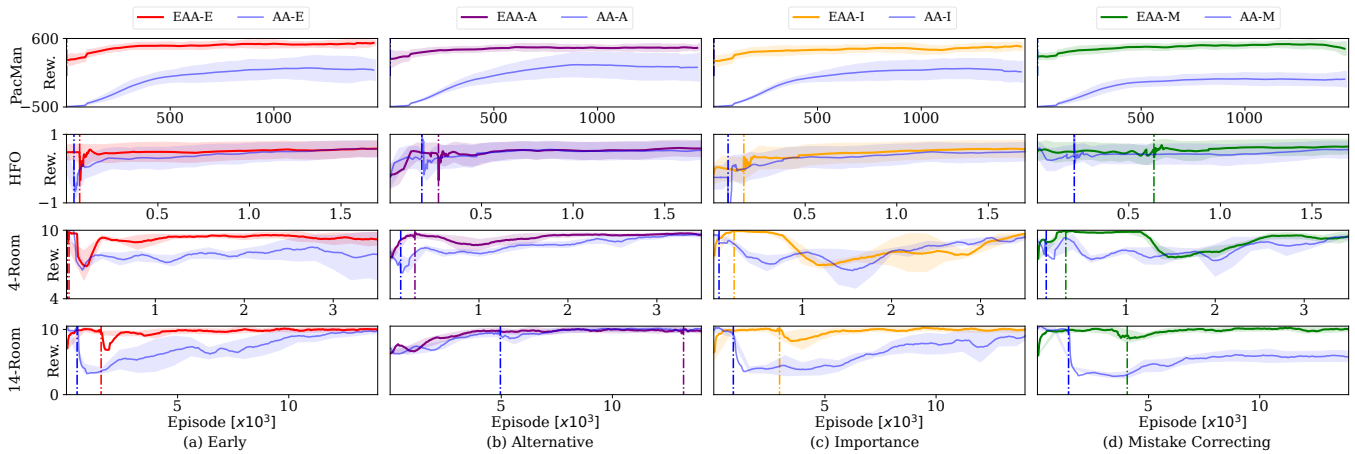 EAA-E AA-E EAA-A AA-A EAA-I AA-I EAA-M AA-M
PacMan
Rew.
600
−500
500 1000 500 1000 500 1000 500 1000
HFO
Rew.
1
−1
0.5 1.0 1.5 0.5 1.0 1.5 0.5 1.0 1.5 0.5 1.0 1.5
4-Room
Rew.
10
4
1 2 3 1 2 3 1 2 3 1 2 3
14-Room
Rew.
10
0
5 10 5 10 5 10 5 10
Episode [x10³] Episode [x10³] Episode [x10³] Episode [x10³]
(a) Early (b) Alternative (c) Importance (d) Mistake Correcting